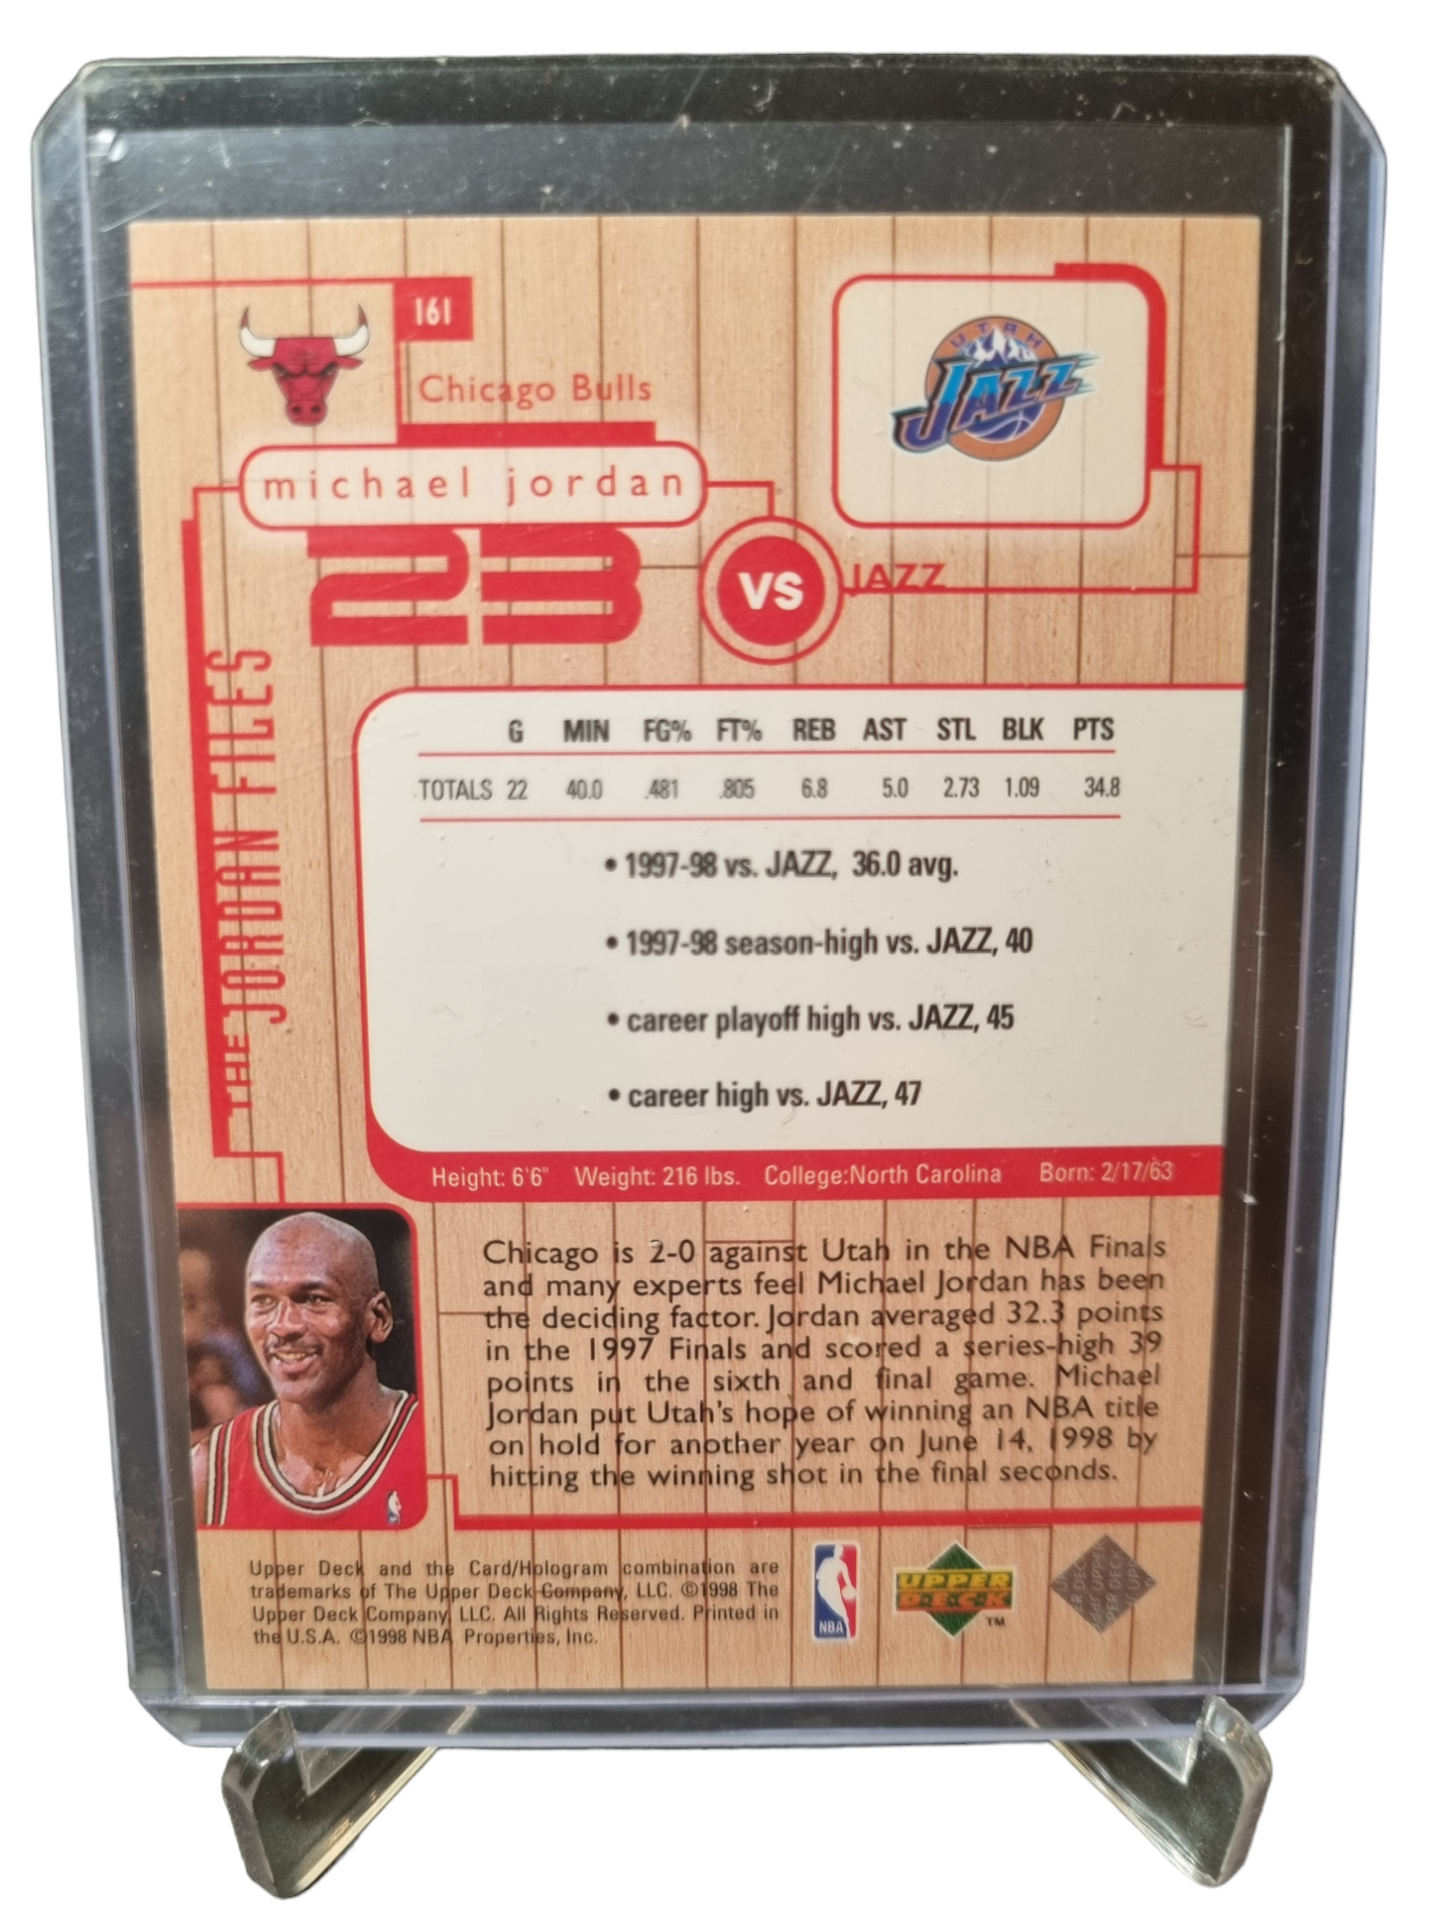 161
Chicago Bulls
UTAH
JAZZ
michael jordan
23
VS
JAZZ
THE JORDAN FILES
G MIN FG% FT% REB AST STL BLK PTS
TOTALS 22 40.0 .481 .805 6.8 5.0 2.73 1.09 34.8
• 1997-98 vs. JAZZ, 36.0 avg.
• 1997-98 season-high vs. JAZZ, 40
• career playoff high vs. JAZZ, 45
• career high vs. JAZZ, 47
Height: 6'6" Weight: 216 lbs. College:North Carolina Born: 2/17/63
Chicago is 2-0 against Utah in the NBA Finals
and many experts feel Michael Jordan has been
the deciding factor. Jordan averaged 32.3 points
in the 1997 Finals and scored a series-high 39
points in the sixth and final game. Michael
Jordan put Utah's hope of winning an NBA title
on hold for another year on June 14, 1998 by
hitting the winning shot in the final seconds.
Upper Deck and the Card/Hologram combination are
trademarks of The Upper Deck Company, LLC. ©1998 The
Upper Deck Company, LLC. All Rights Reserved. Printed in
the U.S.A. ©1998 NBA Properties, Inc.
NBA
UPPER
DECK
TM